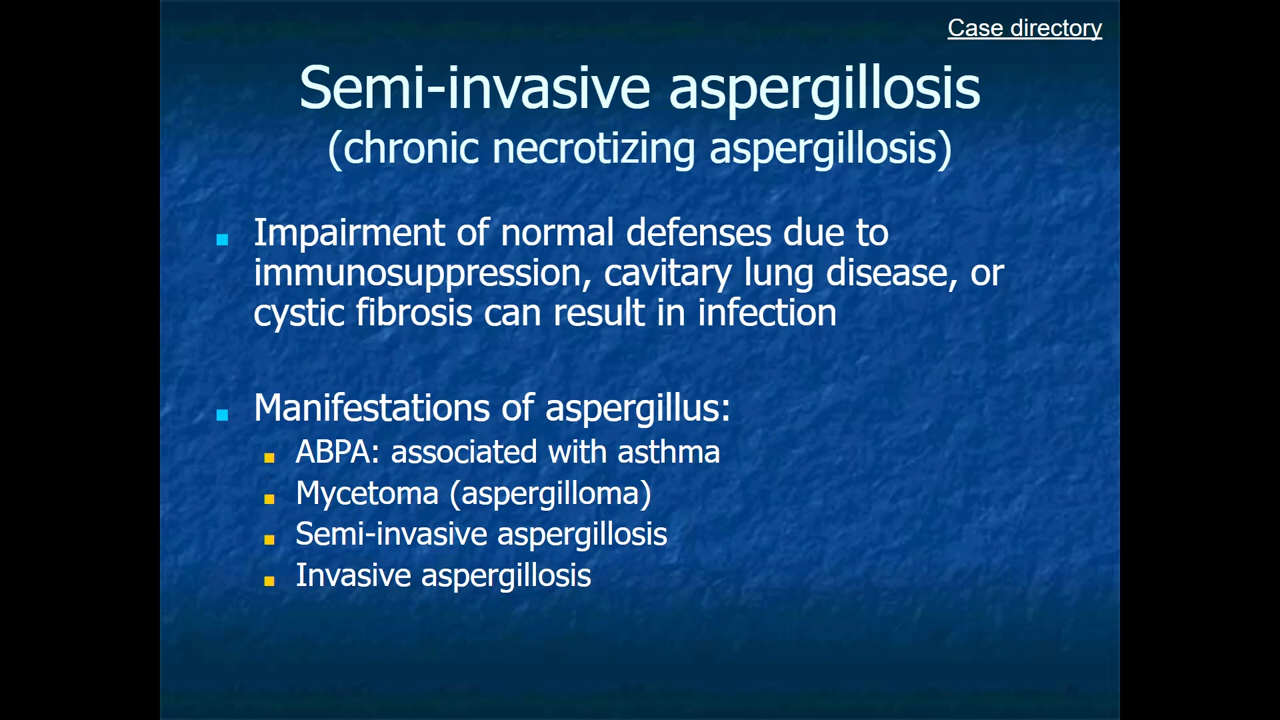 Case directory
Semi-invasive aspergillosis
(chronic necrotizing aspergillosis)
Impairment of normal defenses due to
immunosuppression, cavitary lung disease, or
cystic fibrosis can result in infection
Manifestations of aspergillus:
ABPA: associated with asthma
Mycetoma (aspergilloma)
Semi-invasive aspergillosis
Invasive aspergillosis